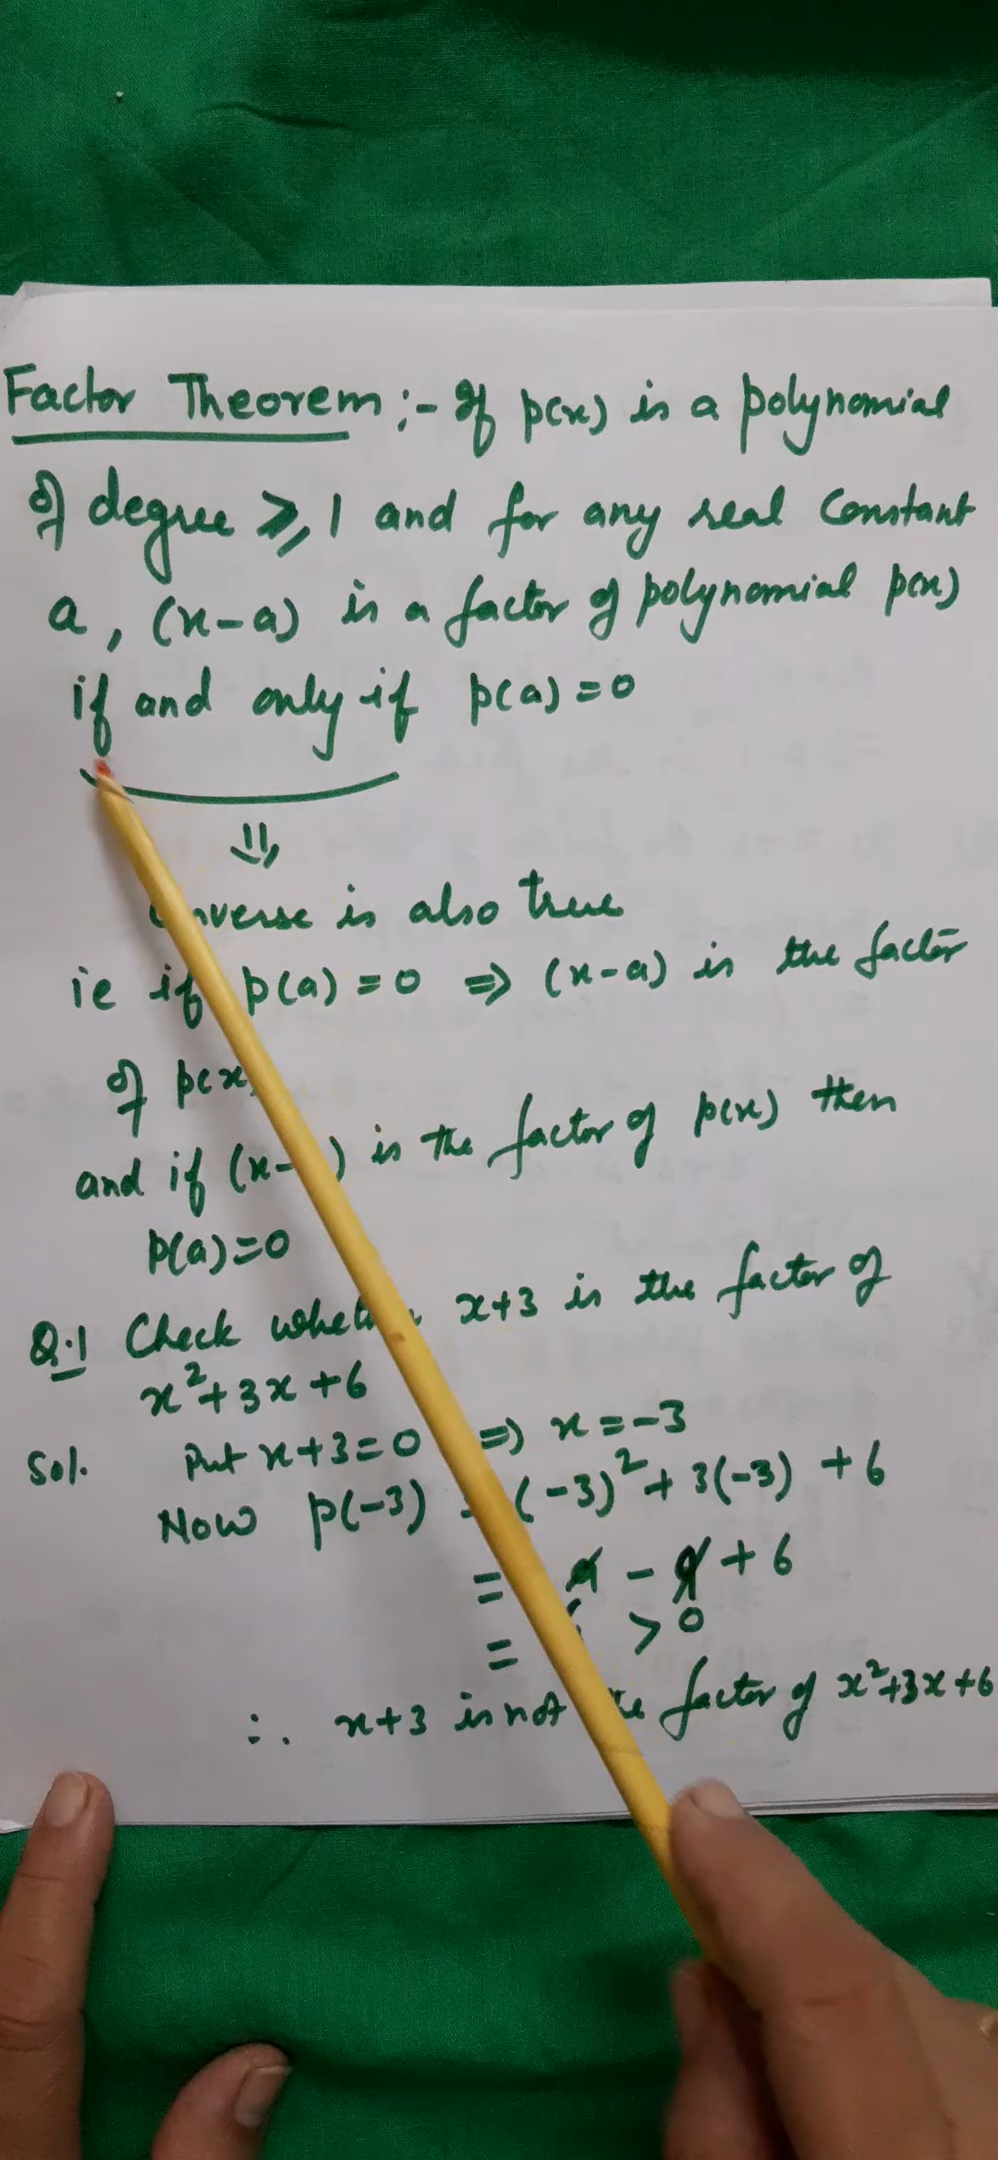 Factor Theorem :- If p(x) is a polynomial
of degree ⩾ 1 and for any real constant
a, (x-a) is a factor of polynomial p(x)
if and only if p(a)=0
⇓
is also true
ie if p(a)=0 ⇒ (x-a) is the factor
of p(x
and if (x- ) is the factor of p(x) then
p(a)=0
Q.1 Check x+3 is the factor of
x²+3x+6
Sol. Put x+3=0 ⇒ x=-3
Now p(-3) (-3)²+3(-3)+6
= 9 - 9 + 6
= > 0
∴ x+3 is not factor of x²+3x+6